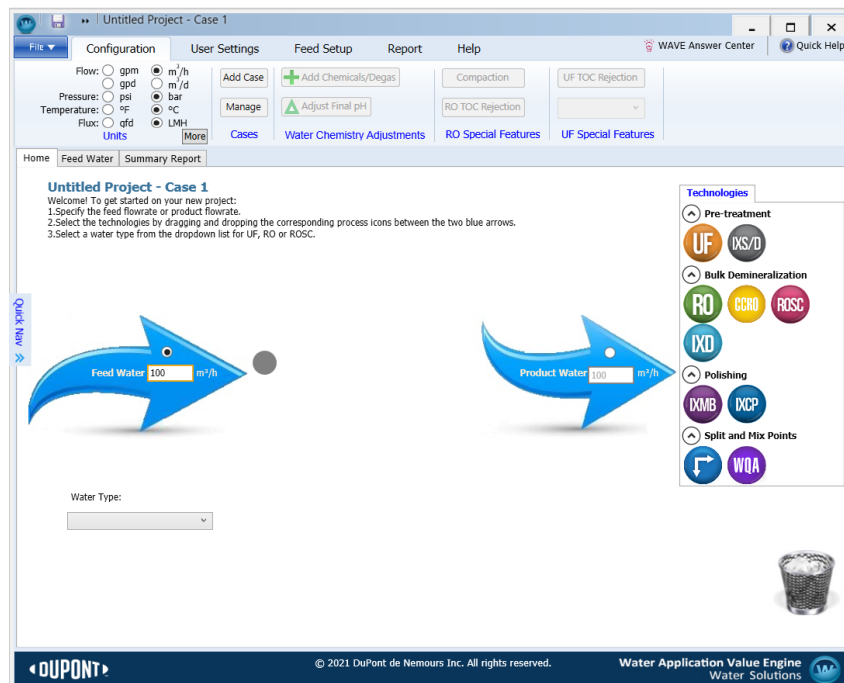 Untitled Project - Case 1
File
Configuration
User Settings
Feed Setup
Report
Help
WAVE Answer Center
Quick Help
Flow: gpm m³/h
gpd m³/d
Pressure: psi bar
Temperature: ºF ºC
Flux: gfd LMH
Units
More
Add Case
Manage
Cases
Add Chemicals/Degas
Adjust Final pH
Water Chemistry Adjustments
Compaction
RO TOC Rejection
RO Special Features
UF TOC Rejection
UF Special Features
Home
Feed Water
Summary Report
Untitled Project - Case 1
Welcome! To get started on your new project:
1.Specify the feed flowrate or product flowrate.
2.Select the technologies by dragging and dropping the corresponding process icons between the two blue arrows.
3.Select a water type from the dropdown list for UF, RO or ROSC.
Quick Nav
Feed Water 100 m³/h
Product Water 100 m³/h
Water Type:
Technologies
Pre-treatment
UF IXS/D
Bulk Demineralization
RO CCRO ROSC
IXD
Polishing
IXMB IXCP
Split and Mix Points
WQA
DUPONT
© 2021 DuPont de Nemours Inc. All rights reserved.
Water Application Value Engine
Water Solutions
W